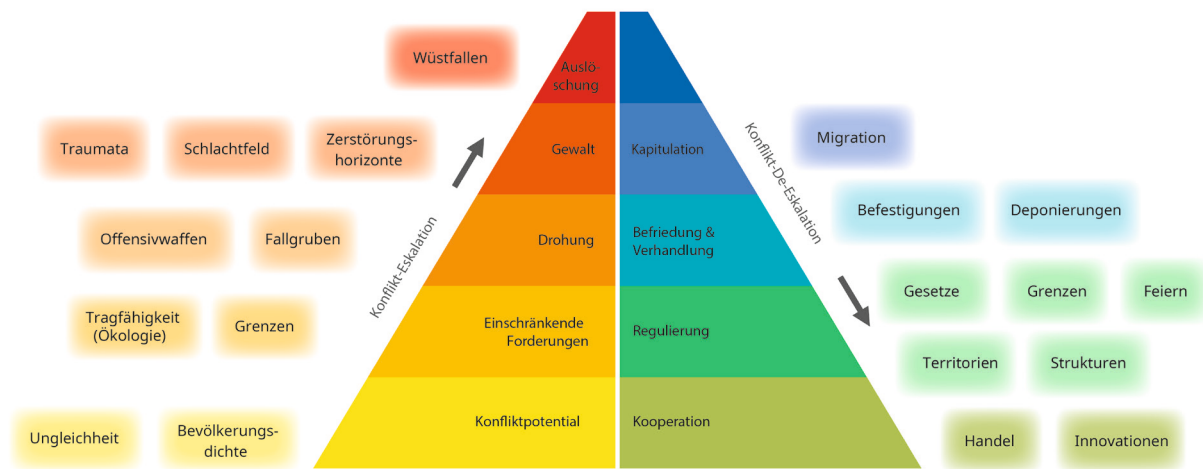 Wüstfallen
Auslö-
schung
Traumata
Schlachtfeld
Zerstörungs-
horizonte
Gewalt
Kapitulation
Migration
Konflikt-Eskalation
Konflikt-De-Eskalation
Offensivwaffen
Fallgruben
Drohung
Befriedung &
Verhandlung
Befestigungen
Deponierungen
Tragfähigkeit
(Ökologie)
Grenzen
Einschränkende
Forderungen
Regulierung
Gesetze
Grenzen
Feiern
Territorien
Strukturen
Ungleichheit
Bevölkerungs-
dichte
Konfliktpotential
Kooperation
Handel
Innovationen